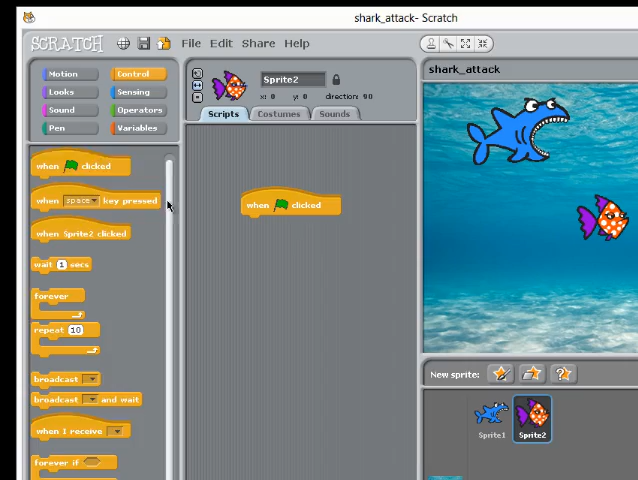 shark_attack- Scratch
SCRATCH
File Edit Share Help
Motion Control
Looks Sensing
Sound Operators
Pen Variables
Sprite2
x: 0 y: 0 direction: 90
Scripts Costumes Sounds
shark_attack
when clicked
when space key pressed
when Sprite2 clicked
wait 1 secs
forever
repeat 10
broadcast
broadcast and wait
when I receive
forever if
when clicked
New sprite:
Sprite1 Sprite2